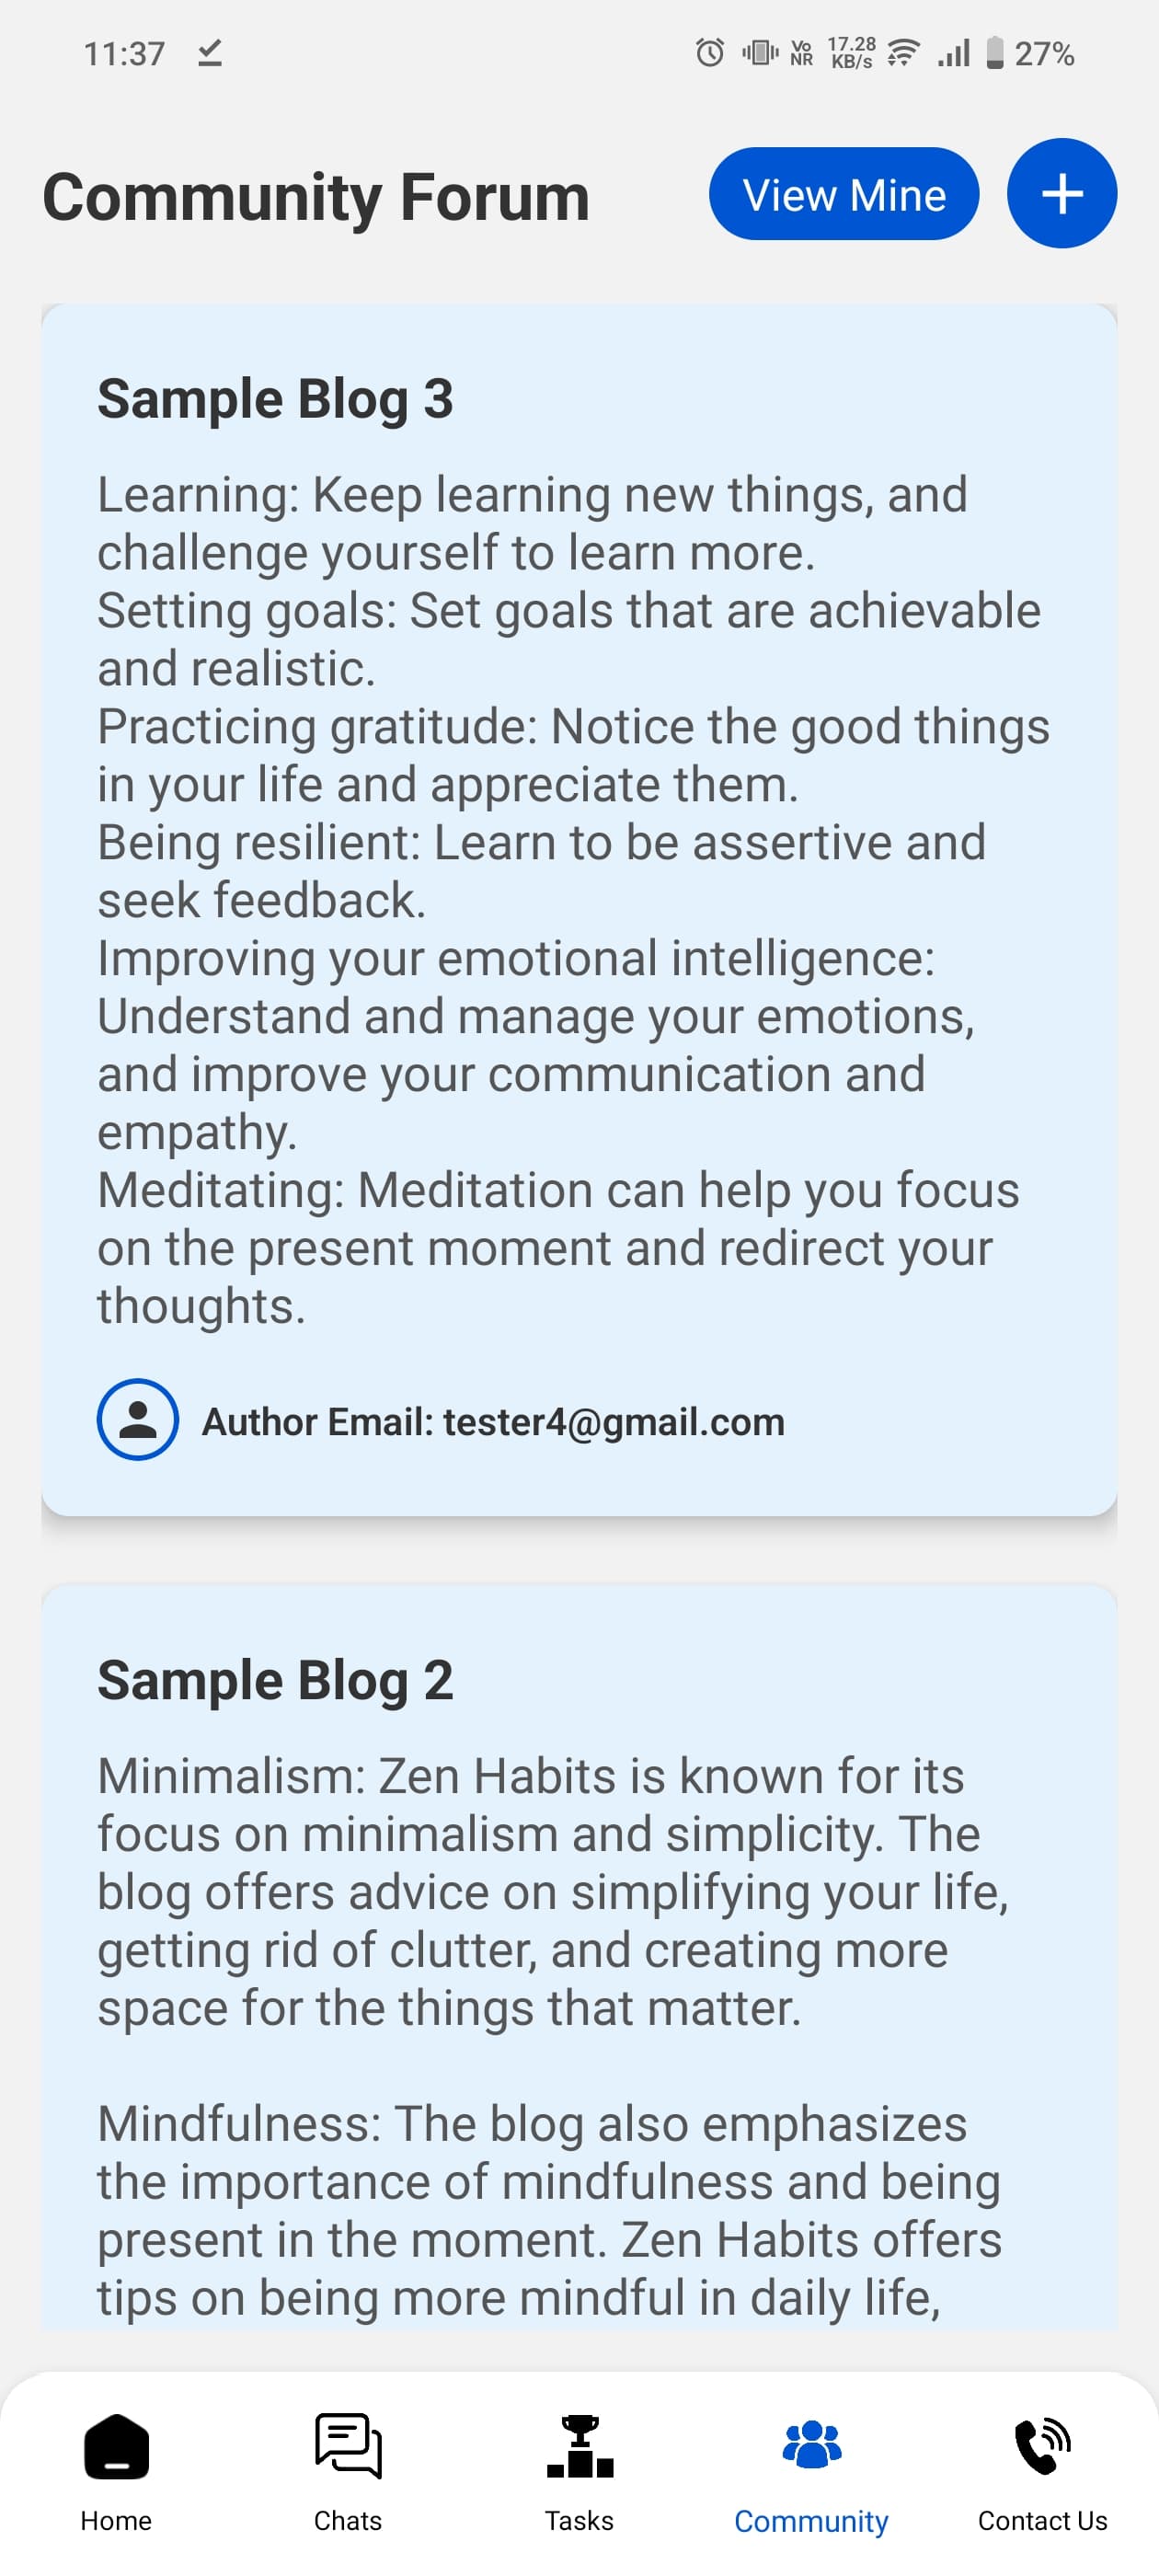 11:37
Vo NR 17.28 KB/s 27%
Community Forum
View Mine
+
Sample Blog 3
Learning: Keep learning new things, and
challenge yourself to learn more.
Setting goals: Set goals that are achievable
and realistic.
Practicing gratitude: Notice the good things
in your life and appreciate them.
Being resilient: Learn to be assertive and
seek feedback.
Improving your emotional intelligence:
Understand and manage your emotions,
and improve your communication and
empathy.
Meditating: Meditation can help you focus
on the present moment and redirect your
thoughts.
Author Email: tester4@gmail.com
Sample Blog 2
Minimalism: Zen Habits is known for its
focus on minimalism and simplicity. The
blog offers advice on simplifying your life,
getting rid of clutter, and creating more
space for the things that matter.
Mindfulness: The blog also emphasizes
the importance of mindfulness and being
present in the moment. Zen Habits offers
tips on being more mindful in daily life,
Home
Chats
Tasks
Community
Contact Us